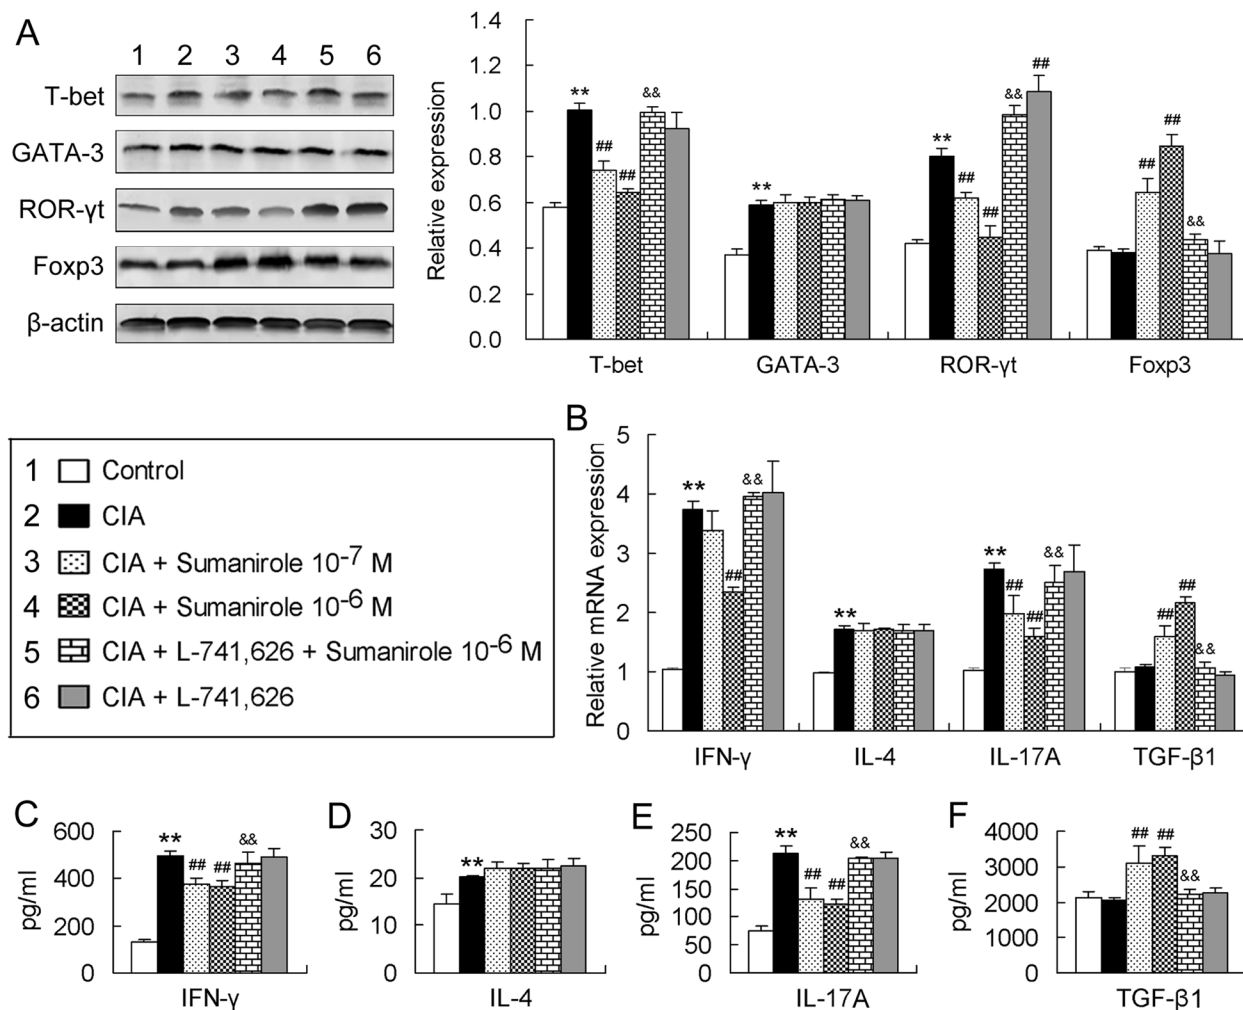 A
1 2 3 4 5 6
T-bet
GATA-3
ROR-γt
Foxp3
β-actin
Relative expression
1.4
1.2
1.0
0.8
0.6
0.4
0.2
0.0
** ## ## &&
**
** ## ## && ##
## ## &&
T-bet GATA-3 ROR-γt Foxp3
1 Control
2 CIA
3 CIA + Sumanirole 10⁻⁷ M
4 CIA + Sumanirole 10⁻⁶ M
5 CIA + L-741,626 + Sumanirole 10⁻⁶ M
6 CIA + L-741,626
B
Relative mRNA expression
5
4
3
2
1
0
** ## &&
**
** ## ## &&
## ## &&
IFN-γ IL-4 IL-17A TGF-β1
C
pg/ml
600
400
200
0
** ## ## &&
IFN-γ
D
pg/ml
30
20
10
0
**
IL-4
E
pg/ml
250
200
150
100
50
0
** ## ## &&
IL-17A
F
pg/ml
4000
3000
2000
1000
0
## ## &&
TGF-β1